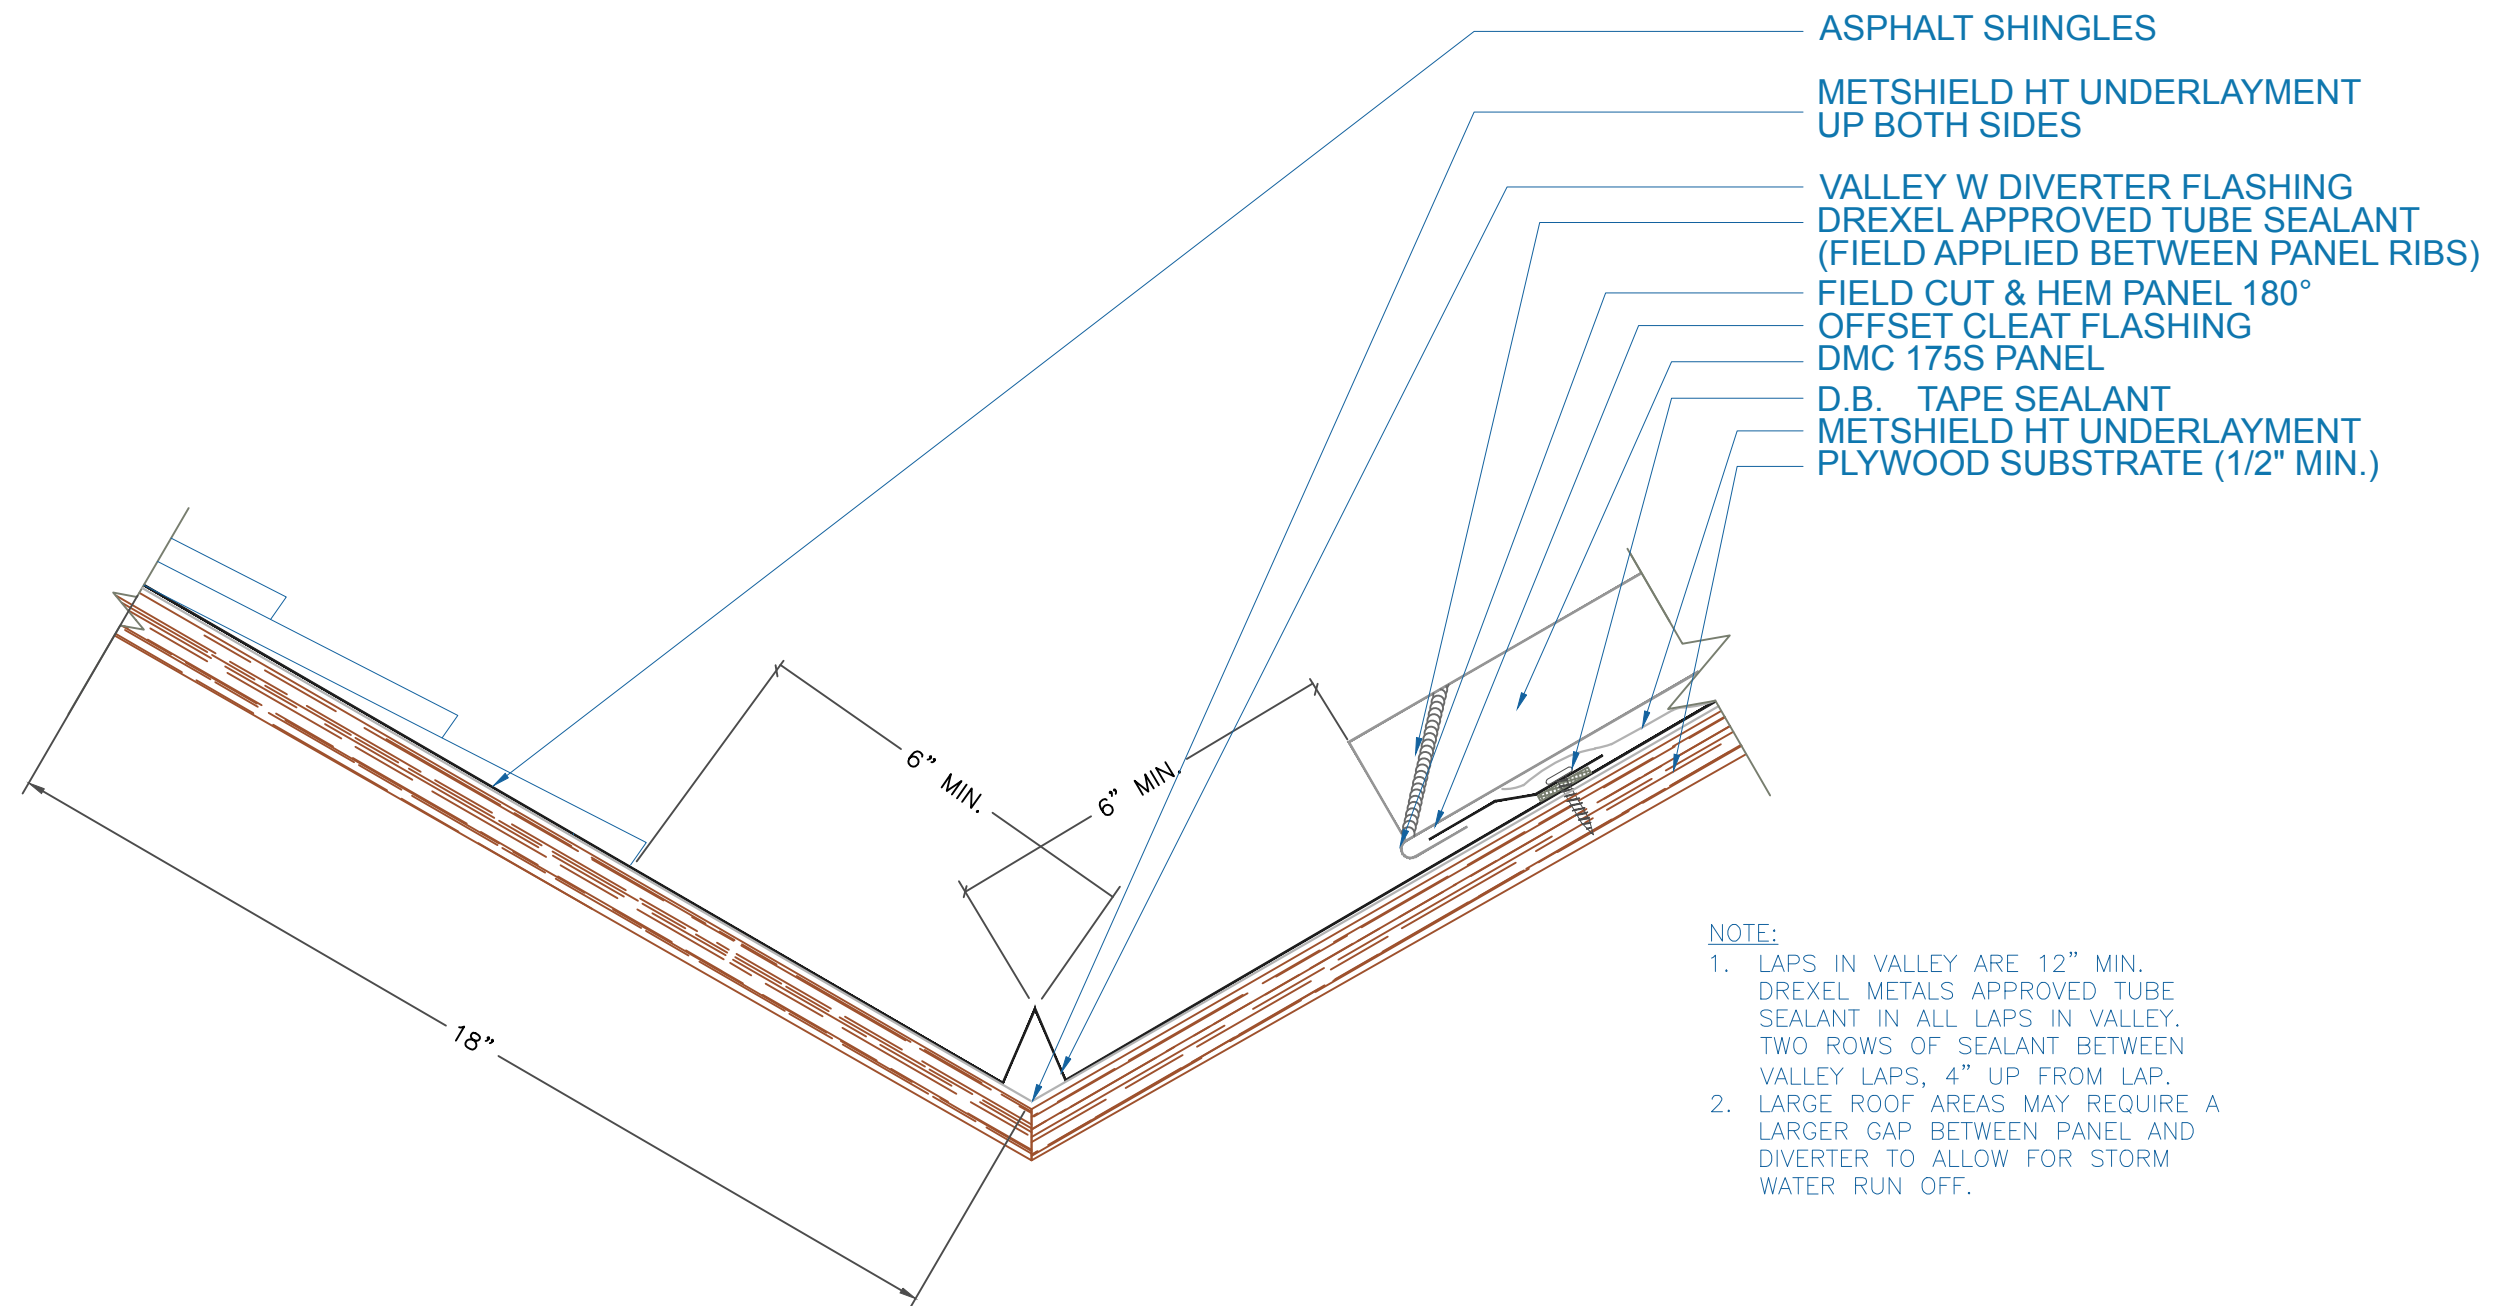 ASPHALT SHINGLES
METSHIELD HT UNDERLAYMENT
UP BOTH SIDES
VALLEY W DIVERTER FLASHING
DREXEL APPROVED TUBE SEALANT
(FIELD APPLIED BETWEEN PANEL RIBS)
FIELD CUT & HEM PANEL 180°
OFFSET CLEAT FLASHING
DMC 175S PANEL
D.B. TAPE SEALANT
METSHIELD HT UNDERLAYMENT
PLYWOOD SUBSTRATE (1/2" MIN.)
6” MIN.
6” MIN.
18”
NOTE:
1. LAPS IN VALLEY ARE 12” MIN.
DREXEL METALS APPROVED TUBE
SEALANT IN ALL LAPS IN VALLEY.
TWO ROWS OF SEALANT BETWEEN
VALLEY LAPS, 4” UP FROM LAP.
2. LARGE ROOF AREAS MAY REQUIRE A
LARGER GAP BETWEEN PANEL AND
DIVERTER TO ALLOW FOR STORM
WATER RUN OFF.